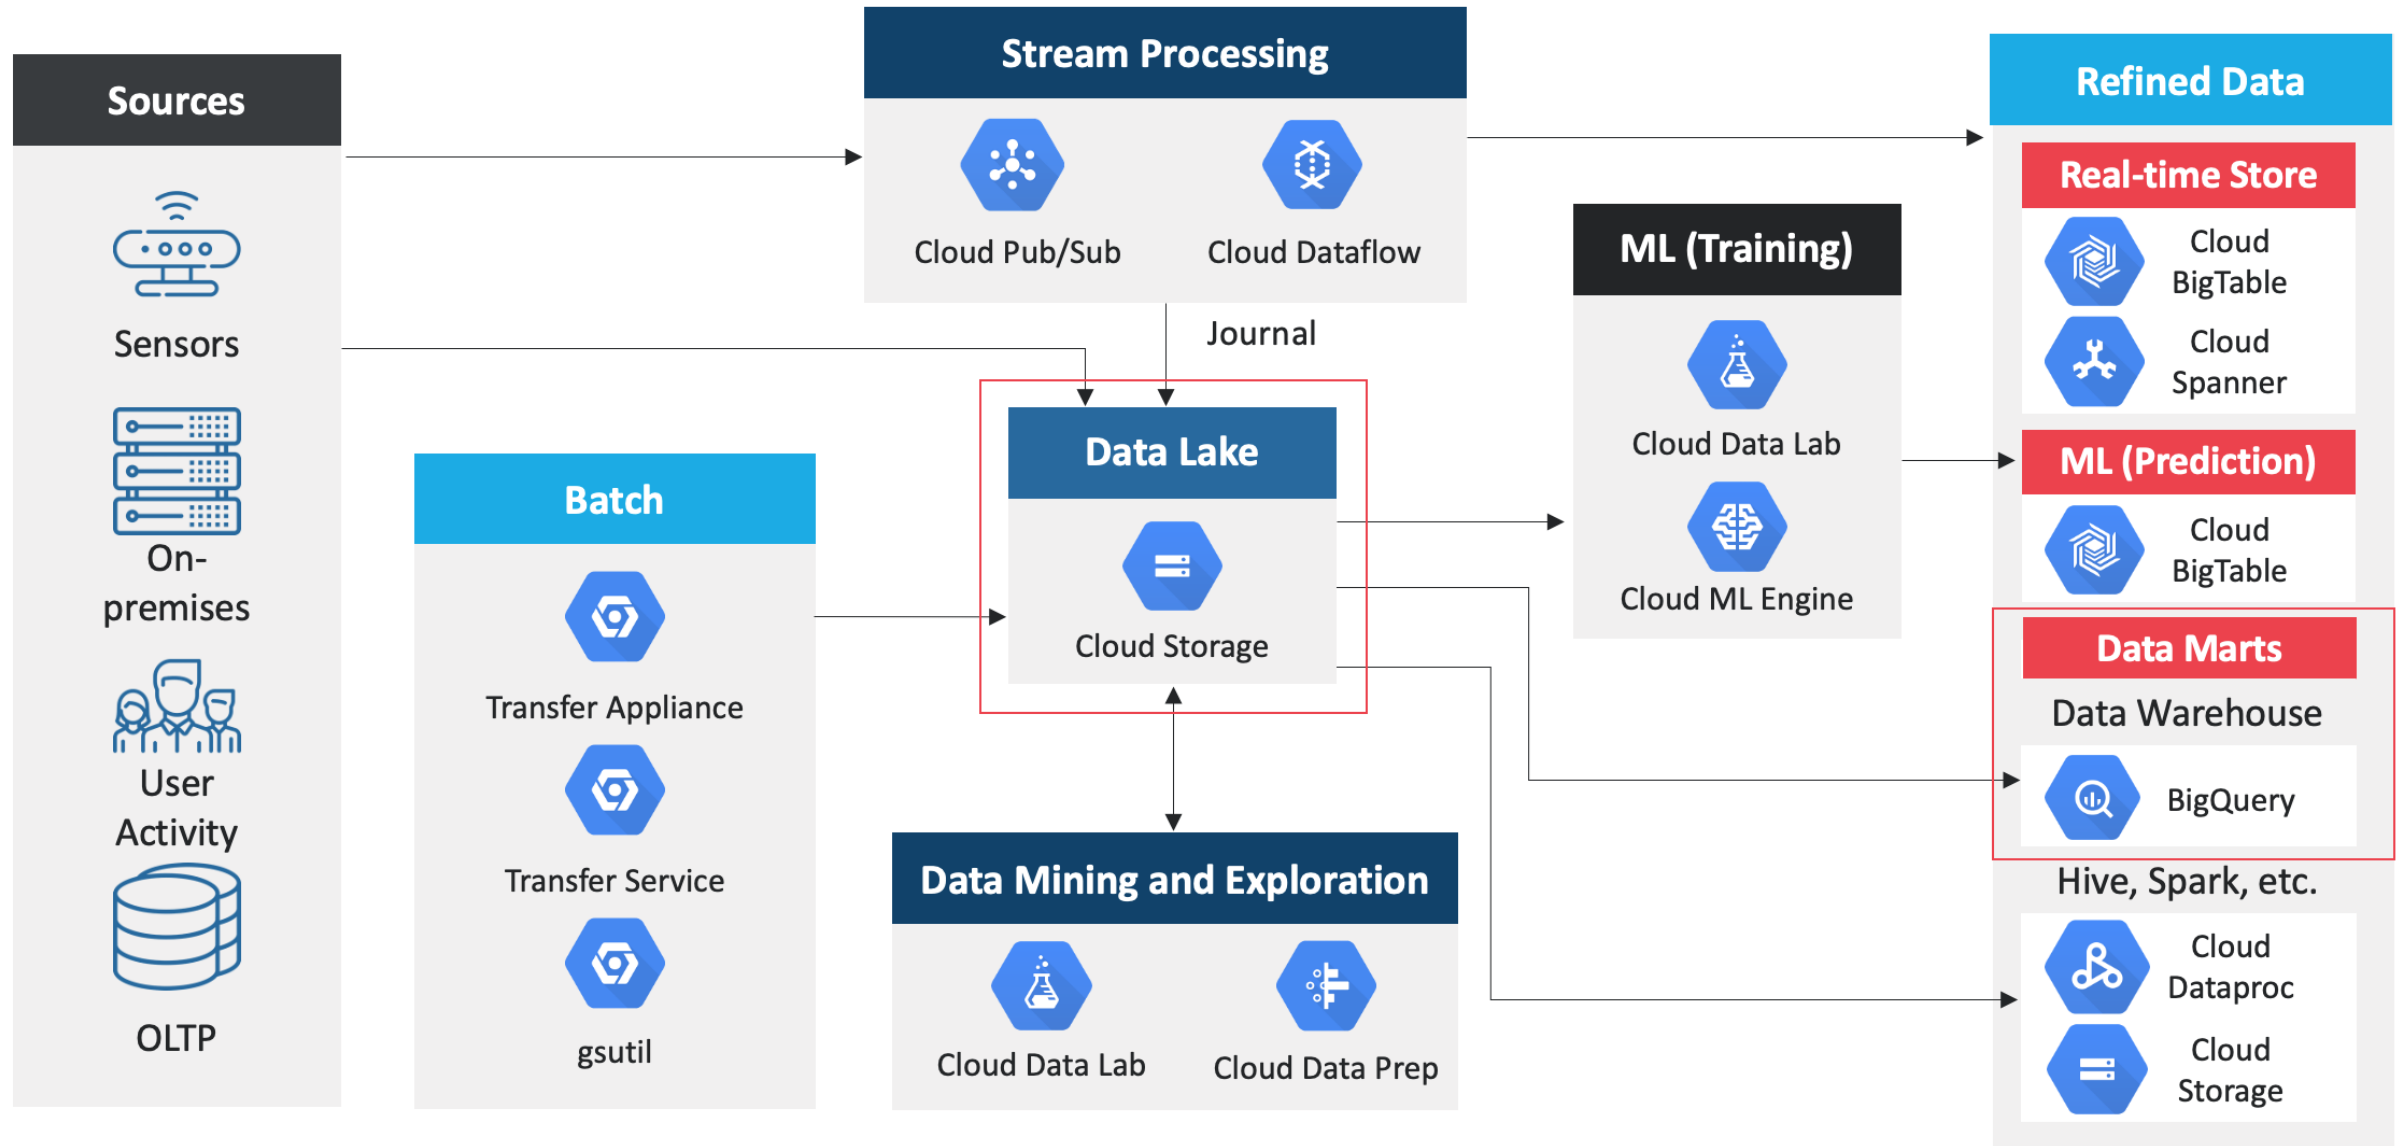 Sources
Sensors
On-
premises
User
Activity
OLTP
Batch
Transfer Appliance
Transfer Service
gsutil
Stream Processing
Cloud Pub/Sub
Cloud Dataflow
Journal
Data Lake
Cloud Storage
Data Mining and Exploration
Cloud Data Lab
Cloud Data Prep
ML (Training)
Cloud Data Lab
Cloud ML Engine
Refined Data
Real-time Store
Cloud
BigTable
Cloud
Spanner
ML (Prediction)
Cloud
BigTable
Data Marts
Data Warehouse
BigQuery
Hive, Spark, etc.
Cloud
Dataproc
Cloud
Storage